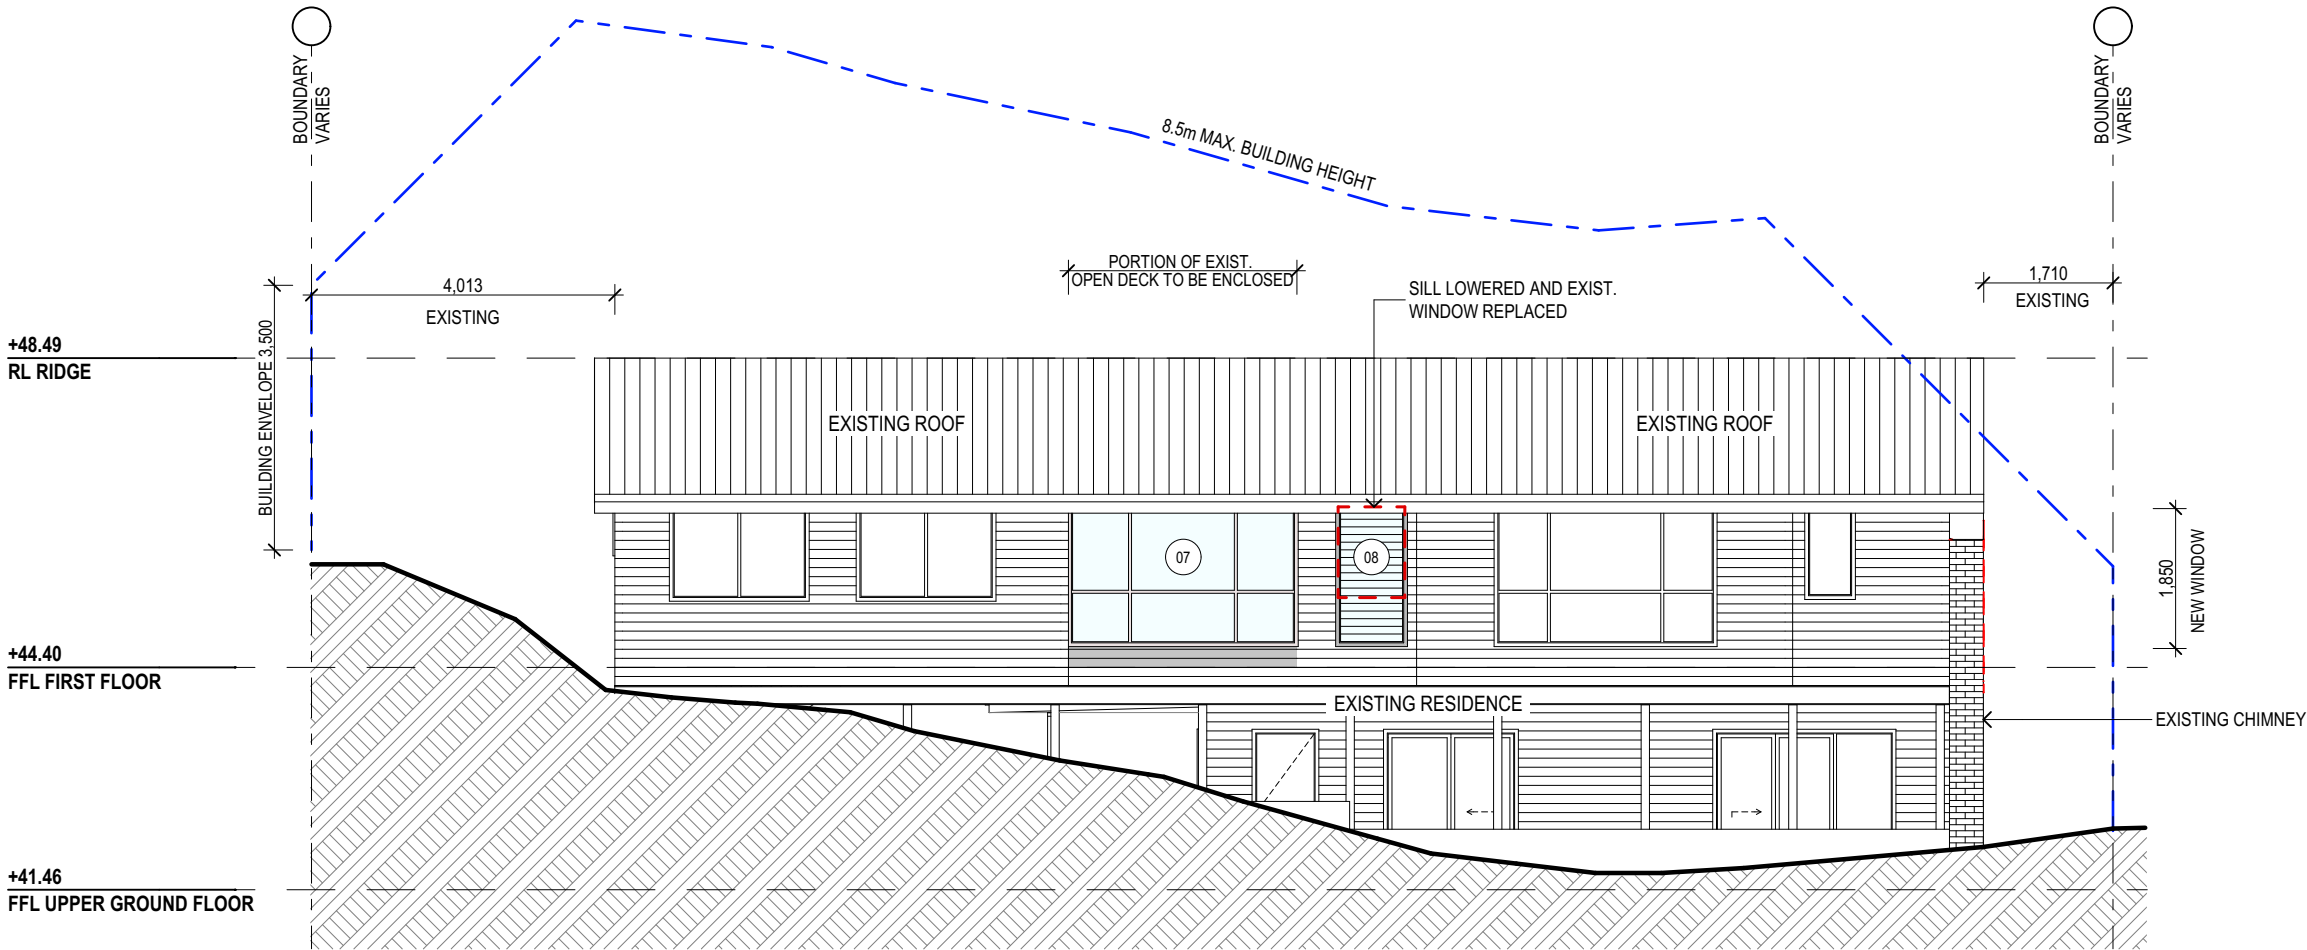 BOUNDARY
VARIES
BOUNDARY
VARIES
8.5m MAX. BUILDING HEIGHT
PORTION OF EXIST.
OPEN DECK TO BE ENCLOSED
SILL LOWERED AND EXIST.
WINDOW REPLACED
4,013
EXISTING
1,710
EXISTING
BUILDING ENVELOPE 3,500
+48.49
RL RIDGE
EXISTING ROOF
EXISTING ROOF
07
08
1,850
NEW WINDOW
+44.40
FFL FIRST FLOOR
EXISTING RESIDENCE
EXISTING CHIMNEY
+41.46
FFL UPPER GROUND FLOOR